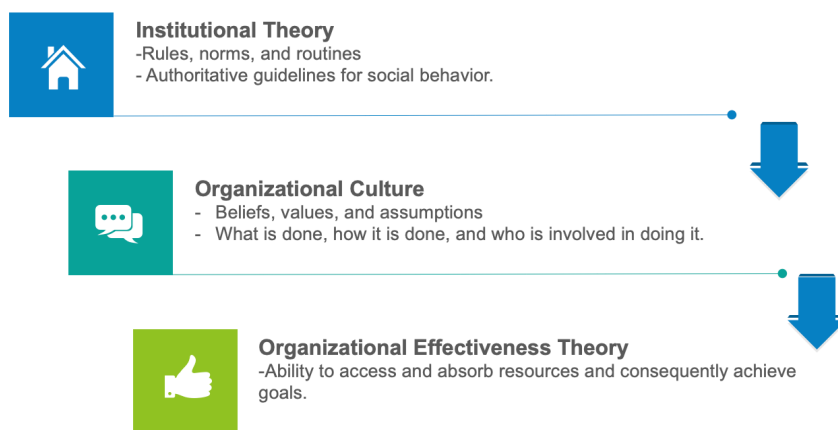 Institutional Theory
-Rules, norms, and routines
- Authoritative guidelines for social behavior.
Organizational Culture
- Beliefs, values, and assumptions
- What is done, how it is done, and who is involved in doing it.
Organizational Effectiveness Theory
-Ability to access and absorb resources and consequently achieve
goals.